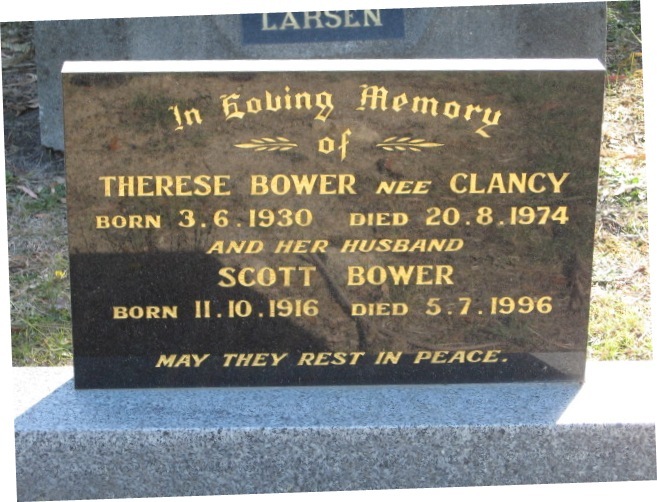 LARSEN
In Loving Memory
of
THERESE BOWER NEE CLANCY
BORN 3.6.1930 DIED 20.8.1974
AND HER HUSBAND
SCOTT BOWER
BORN 11.10.1916 DIED 5.7.1996
MAY THEY REST IN PEACE.